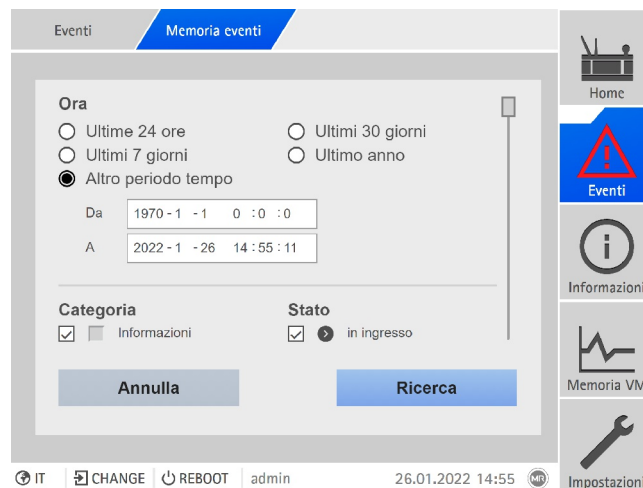 Eventi
Memoria eventi
Home
Ora
Ultime 24 ore
Ultimi 30 giorni
Ultimi 7 giorni
Ultimo anno
Altro periodo tempo
Da 1970 - 1 - 1 0 : 0 : 0
A 2022 - 1 - 26 14 : 55 : 11
Eventi
Informazioni
Categoria
Stato
Informazioni
in ingresso
Annulla
Ricerca
Memoria VM
IT
CHANGE
REBOOT
admin
26.01.2022 14:55
MR
Impostazioni